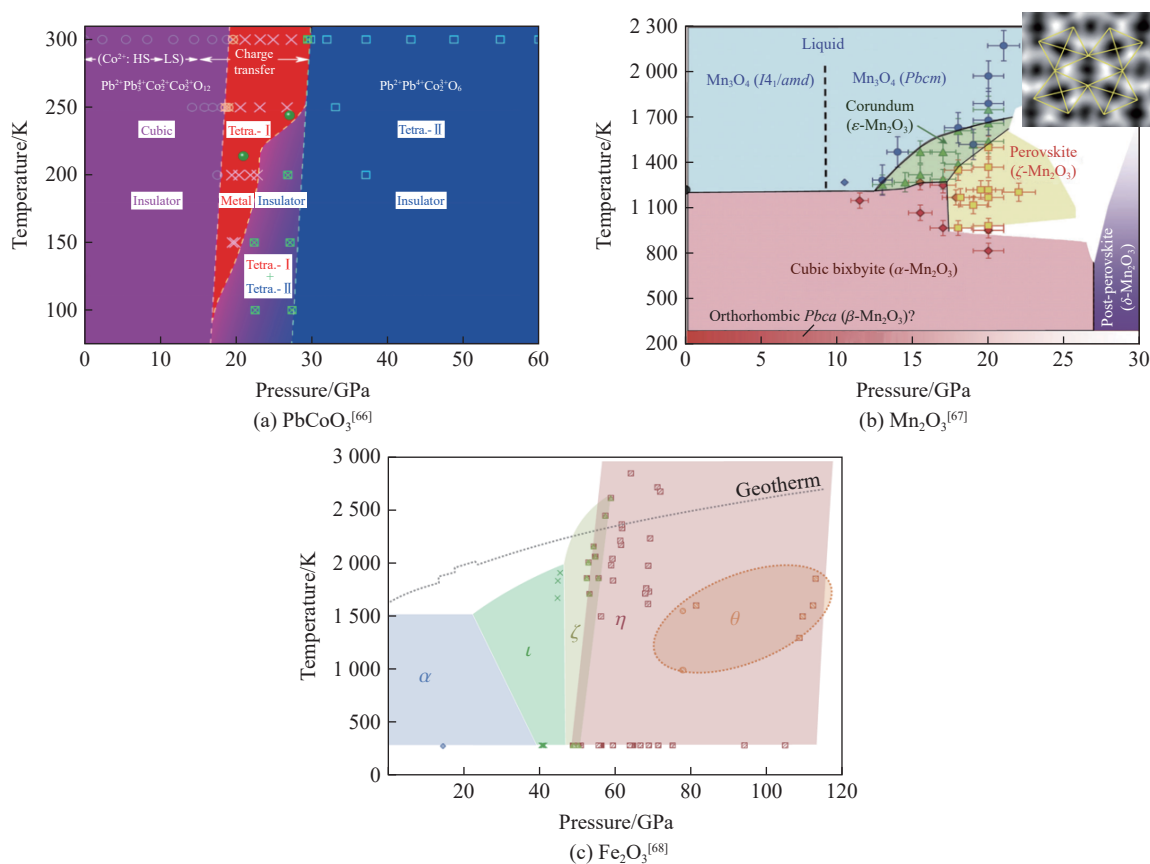 300
250
200
150
100
Temperature/K
(Co²⁺: HS→LS)
Charge
transfer
Pb²⁺Pb₃⁴⁺Co₂²⁺Co₂³⁺O₁₂
Pb²⁺Pb⁴⁺Co₂³⁺O₆
Cubic
Tetra.-Ⅰ
Tetra.-Ⅱ
Insulator
Metal
Insulator
Insulator
Tetra.-Ⅰ
+
Tetra.-Ⅱ
0 10 20 30 40 50 60
Pressure/GPa
(a) PbCoO₃[66]
2 300
2 000
1 700
1 400
1 100
800
500
200
Temperature/K
Liquid
Mn₃O₄ (I4₁/amd)
Mn₃O₄ (Pbcm)
Corundum
(ε-Mn₂O₃)
Perovskite
(ζ-Mn₂O₃)
Cubic bixbyite (α-Mn₂O₃)
Orthorhombic Pbca (β-Mn₂O₃)?
Post-perovskite
(δ-Mn₂O₃)
0 5 10 15 20 25 30
Pressure/GPa
(b) Mn₂O₃[67]
3 000
2 500
2 000
1 500
1 000
500
0
Temperature/K
Geotherm
α
ι
ζ
η
θ
20 40 60 80 100 120
Pressure/GPa
(c) Fe₂O₃[68]